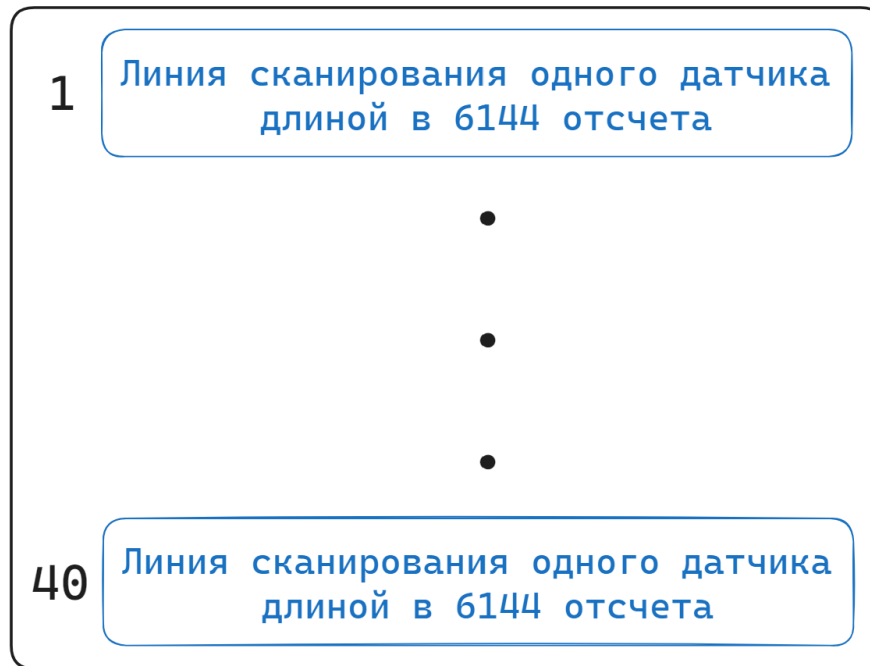 1
Линия сканирования одного датчика
длиной в 6144 отсчета
40
Линия сканирования одного датчика
длиной в 6144 отсчета